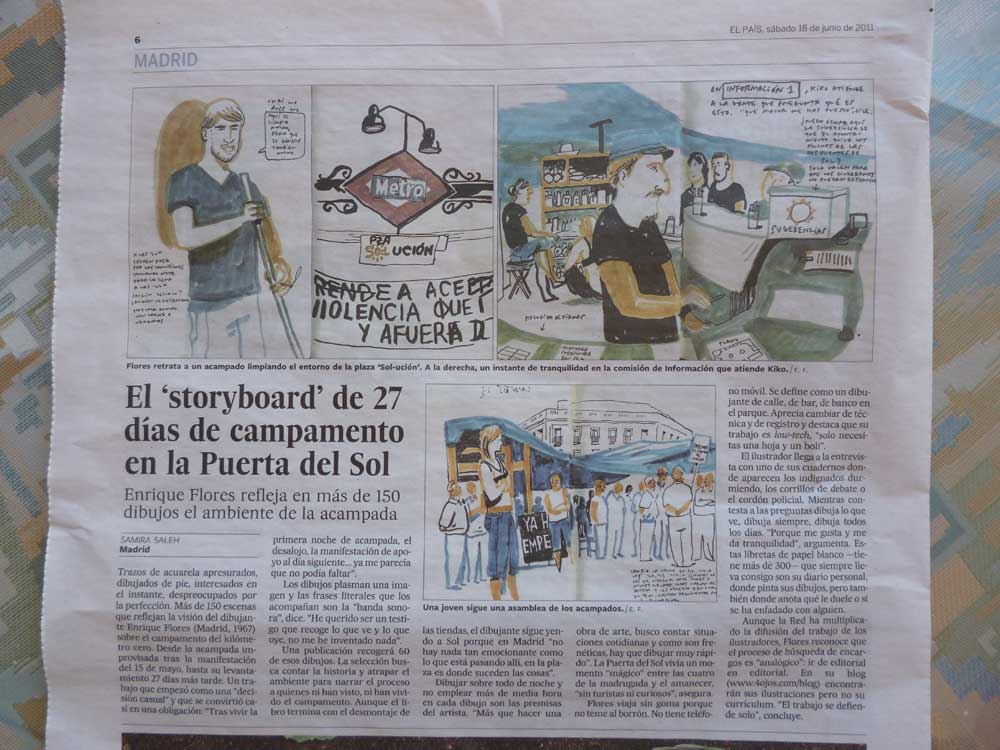 6
EL PAÍS, sábado 18 de junio de 2011
MADRID
Metro
PZA
SOLUCIÓN
RENDE A ACEP
VIOLENCIA QUE
Y AFUERA D
EN INFORMACIÓN 1, KIKO ATIENDE
A LA GENTE QUE PREGUNTA QUÉ ES
ESTO.
SUGERENCIAS
Flores retrata a un acampado limpiando el entorno de la plaza ‘Sol-ución’. A la derecha, un instante de tranquilidad en la comisión de Información que atiende Kiko. / E. F.
El ‘storyboard’ de 27
días de campamento
en la Puerta del Sol
Enrique Flores refleja en más de 150
dibujos el ambiente de la acampada
SAMIRA SALEH
Madrid
Trazos de acuarela apresurados,
dibujados de pie, interesados en
el instante, despreocupados por
la perfección. Más de 150 escenas
que reflejan la visión del dibujan-
te Enrique Flores (Madrid, 1967)
sobre el campamento del kilóme-
tro cero. Desde la acampada im-
provisada tras la manifestación
del 15 de mayo, hasta su levanta-
miento 27 días más tarde. Un tra-
bajo que empezó como una "deci-
sión casual" y que se convirtió ca-
si en una obligación: "Tras vivir la
primera noche de acampada, el
desalojo, la manifestación de apo-
yo al día siguiente... ya me parecía
que no podía faltar".
Los dibujos plasman una ima-
gen y las frases literales que los
acompañan son la "banda sono-
ra", dice. "He querido ser un testi-
go que recoge lo que ve y lo que
oye, no me he inventado nada".
Una publicación recogerá 60
de esos dibujos. La selección bus-
ca contar la historia y atrapar el
ambiente para narrar el proceso
a quienes ni han visto, ni han vivi-
do el campamento. Aunque el li-
bro termina con el desmontaje de
YA H
EMPE
Una joven sigue una asamblea de los acampados. / E. F.
las tiendas, el dibujante sigue yen-
do a Sol porque en Madrid "no
hay nada tan emocionante como
lo que está pasando allí, en la pla-
za es donde suceden las cosas".
Dibujar sobre todo de noche y
no emplear más de media hora
en cada dibujo son las premisas
del artista. "Más que hacer una
obra de arte, busco contar situa-
ciones cotidianas y como son fre-
néticas, hay que dibujar muy rápi-
do". La Puerta del Sol vivía un mo-
mento "mágico" entre las cuatro
de la madrugada y el amanecer,
"sin turistas ni curiosos", asegura.
Flores viaja sin goma porque
no teme al borrón. No tiene teléfo-
no móvil. Se define como un dibu-
jante de calle, de bar, de banco en
el parque. Aprecia cambiar de téc-
nica y de registro y destaca que su
trabajo es low-tech, "solo necesi-
tas una hoja y un boli".
El ilustrador llega a la entrevis-
ta con uno de sus cuadernos don-
de aparecen los indignados dur-
miendo, los corrillos de debate o
el cordón policial. Mientras con-
testa a las preguntas dibuja lo que
ve, dibuja siempre, dibuja todos
los días. "Porque me gusta y me
da tranquilidad", argumenta. Es-
tas libretas de papel blanco —tie-
ne más de 300— que siempre lle-
va consigo son su diario personal,
donde pinta sus dibujos, pero tam-
bién donde anota qué le duele o si
se ha enfadado con alguien.
Aunque la Red ha multiplica-
do la difusión del trabajo de los
ilustradores, Flores reconoce que
el proceso de búsqueda de encar-
gos es "analógico": ir de editorial
en editorial. En su blog
(www.4ojos.com/blog) encontra-
rán sus ilustraciones pero no su
currículum. "El trabajo se defien-
de solo", concluye.